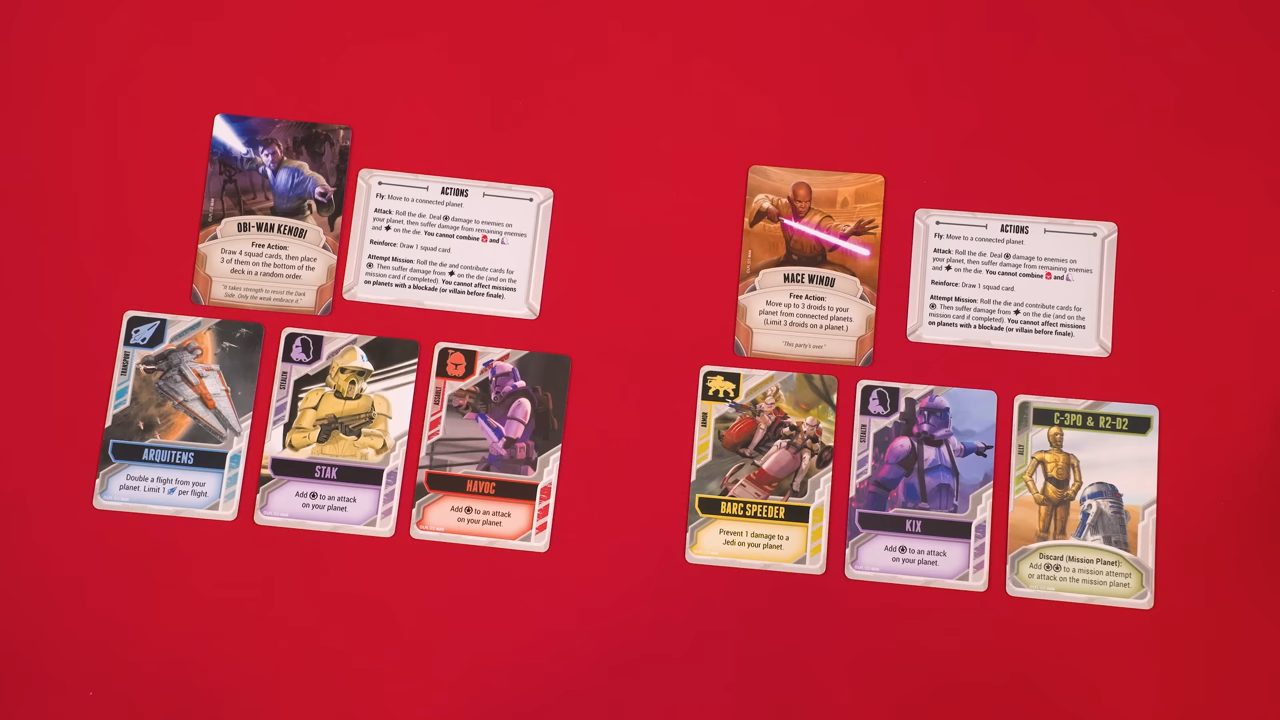 OBI-WAN KENOBI
Free Action:
Draw 4 squad cards, then place
3 of them on the bottom of the
deck in a random order.
"It takes strength to resist the Dark
Side. Only the weak embrace it."
ACTIONS
Fly: Move to a connected planet.
Attack: Roll the die. Deal damage to enemies on
your planet, then suffer damage from remaining enemies
and on the die. You cannot combine and .
Reinforce: Draw 1 squad card.
Attempt Mission: Roll the die and contribute cards for
Then suffer damage from on the die (and on the
mission card if completed). You cannot affect missions
on planets with a blockade (or villain before finale).
TRANSPORT
ARQUITENS
Double a flight from your
planet. Limit 1 per flight.
STEALTH
STAK
Add to an attack
on your planet.
ASSAULT
HAVOC
Add to an attack
on your planet.
MACE WINDU
Free Action:
Move up to 3 droids to your
planet from connected planets.
(Limit 3 droids on a planet.)
"This party's over."
ACTIONS
Fly: Move to a connected planet.
Attack: Roll the die. Deal damage to enemies on
your planet, then suffer damage from remaining enemies
and on the die. You cannot combine and .
Reinforce: Draw 1 squad card.
Attempt Mission: Roll the die and contribute cards for
Then suffer damage from on the die (and on the
mission card if completed). You cannot affect missions
on planets with a blockade (or villain before finale).
ARMOR
BARC SPEEDER
Prevent 1 damage to a
Jedi on your planet.
STEALTH
KIX
Add to an attack
on your planet.
ALLY
C-3PO & R2-D2
Discard (Mission Planet):
Add to a mission attempt
or attack on the mission planet.